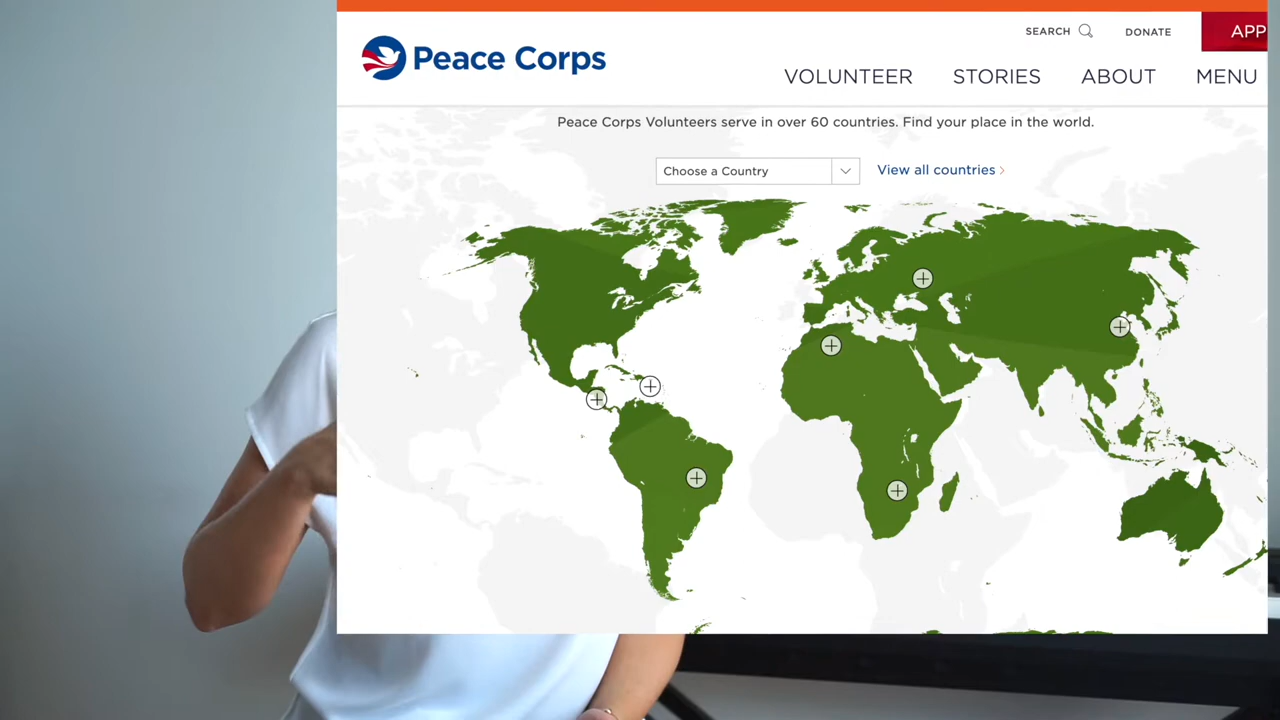 SEARCH
DONATE
APP
Peace Corps
VOLUNTEER
STORIES
ABOUT
MENU
Peace Corps Volunteers serve in over 60 countries. Find your place in the world.
Choose a Country
View all countries